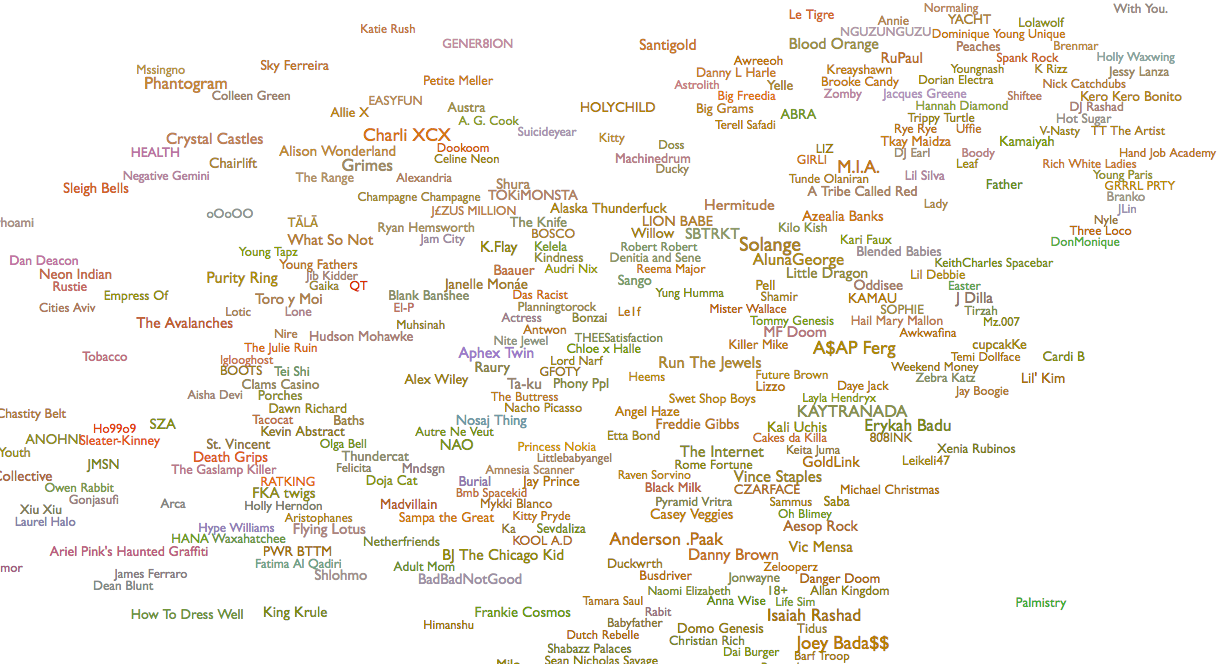 Normaling
With You.
Le Tigre
Annie
YACHT
Lolawolf
Katie Rush
NGUZUNGUZU
Dominique Young Unique
GENER8ION
Santigold
Blood Orange
Peaches
Brenmar
Awreeoh
RuPaul
Spank Rock
Holly Waxing
Mssingno
Sky Ferreira
Danny L Harle
Kreayshawn
Youngnash
K Rizz
Jessy Lanza
Phantogram
Petite Meller
Astrolith
Yelle
Brooke Candy
Dorian Electra
Nick Catchdubs
Colleen Green
Big Freedia
Zomby
Jacques Greene
Shiftee
Kero Kero Bonito
EASYFUN
Austra
HOLYCHILD
Big Grams
Hannah Diamond
DJ Rashad
Allie X
A. G. Cook
ABRA
Trippy Turtle
Hot Sugar
Suicideyear
Terell Safadi
Rye Rye
Uffie
V-Nasty
TT The Artist
Crystal Castles
Charli XCX
Kitty
Tkay Maidza
Kamaiyah
Alison Wonderland
Dookoom
Doss
LIZ
DJ Earl
Boody
Hand Job Academy
HEALTH
Celine Neon
Machinedrum
GIRLI
M.I.A.
Leaf
Rich White Ladies
Chairlift
Grimes
Ducky
Negative Gemini
The Range
Alexandria
Tunde Olaniran
Lil Silva
Young Paris
Sleigh Bells
Shura
A Tribe Called Red
Father
GRRRL PRTY
Champagne Champagne
TOKiMONSTA
Branko
oOoOO
J£ZUS MILLION
Alaska Thunderfuck
Hermitude
Lady
JLin
hoami
TĀLĀ
The Knife
LION BABE
Azealia Banks
Nyle
Ryan Hemsworth
BOSCO
Willow
SBTRKT
Kilo Kish
Three Loco
What So Not
Jam City
Kari Faux
DonMonique
K.Flay
Kelela
Robert Robert
Solange
Young Tapz
Kindness
Denitia and Sene
AlunaGeorge
Blended Babies
Dan Deacon
Young Fathers
Baauer
Audri Nix
Reema Major
KeithCharles Spacebar
Neon Indian
Purity Ring
Jib Kidder
Little Dragon
Lil Debbie
Rustie
Gaika
QT
Janelle Monáe
Sango
Pell
Oddisee
Easter
Empress Of
Toro y Moi
Blank Banshee
Das Racist
Yung Humma
Shamir
KAMAU
J Dilla
Cities Aviv
Lotic
Lone
El-P
Planningtorock
Le1f
Mister Wallace
SOPHIE
Tirzah
The Avalanches
Muhsinah
Actress
Bonzai
Tommy Genesis
Hail Mary Mallon
Mz.007
Nire
Hudson Mohawke
Antwon
THEESatisfaction
MF Doom
Awkwafina
The Julie Ruin
Nite Jewel
Chloe x Halle
Killer Mike
A$AP Ferg
cupcakKe
Tobacco
Iglooghost
Aphex Twin
Lord Narf
Run The Jewels
Temi Dollface
Cardi B
BOOTS
Tei Shi
Raury
GFOTY
Weekend Money
Clams Casino
Alex Wiley
Ta-ku
Phony Ppl
Heems
Future Brown
Zebra Katz
Lil' Kim
Aisha Devi
Porches
The Buttress
Lizzo
Daye Jack
Jay Boogie
Dawn Richard
Nacho Picasso
Swet Shop Boys
Layla Hendryx
Chastity Belt
Tacocat
Baths
Nosaj Thing
Angel Haze
KAYTRANADA
Ho99o9
SZA
Kevin Abstract
Autre Ne Veut
Freddie Gibbs
Kali Uchis
Erykah Badu
ANOHNI
Sleater-Kinney
St. Vincent
Olga Bell
NAO
Princess Nokia
Etta Bond
Cakes da Killa
808INK
Youth
Death Grips
Thundercat
Littlebabyangel
The Internet
Keita Juma
Xenia Rubinos
JMSN
The Gaslamp Killer
Felicita
Mndsgn
Amnesia Scanner
Rome Fortune
GoldLink
Leikeli47
Collective
RATKING
Doja Cat
Burial
Jay Prince
Raven Sorvino
Vince Staples
Owen Rabbit
FKA twigs
Bmb Spacekid
Black Milk
CZARFACE
Michael Christmas
Gonjasufi
Arca
Holly Herndon
Madvillain
Mykki Blanco
Pyramid Vritra
Sammus
Saba
Xiu Xiu
Aristophanes
Sampa the Great
Kitty Pryde
Casey Veggies
Oh Blimey
Laurel Halo
Hype Williams
Flying Lotus
Ka
Sevdaliza
Aesop Rock
HANA
Waxahatchee
Netherfriends
KOOL A.D
Anderson .Paak
Vic Mensa
Ariel Pink's Haunted Graffiti
PWR BTTM
BJ The Chicago Kid
Danny Brown
mor
Fatima Al Qadiri
Adult Mom
Duckwrth
Zelooperz
James Ferraro
Shlohmo
BadBadNotGood
Busdriver
Jonwayne
Danger Doom
Dean Blunt
Naomi Elizabeth
18+
Allan Kingdom
Tamara Saul
Anna Wise
Life Sim
Palmistry
How To Dress Well
King Krule
Frankie Cosmos
Rabit
Isaiah Rashad
Himanshu
Babyfather
Domo Genesis
Tidus
Dutch Rebelle
Christian Rich
Joey Bada$$
Shabazz Palaces
Dai Burger
Barf Troop
Sean Nicholas Savage